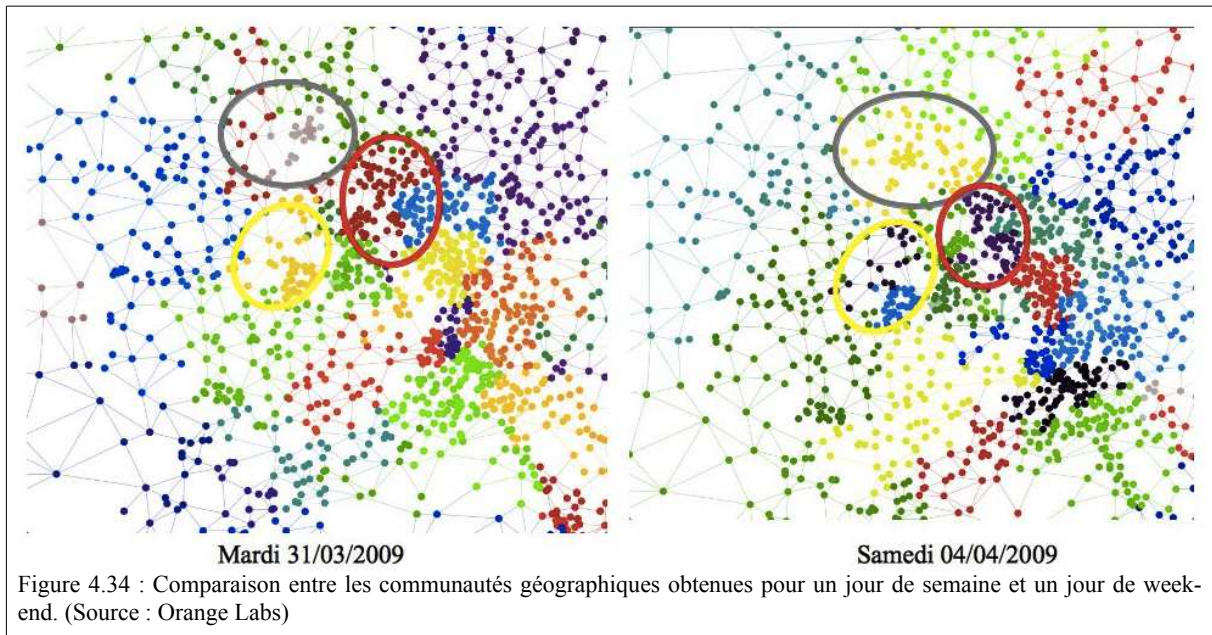 Mardi 31/03/2009
Samedi 04/04/2009
Figure 4.34 : Comparaison entre les communautés géographiques obtenues pour un jour de semaine et un jour de week-
end. (Source : Orange Labs)